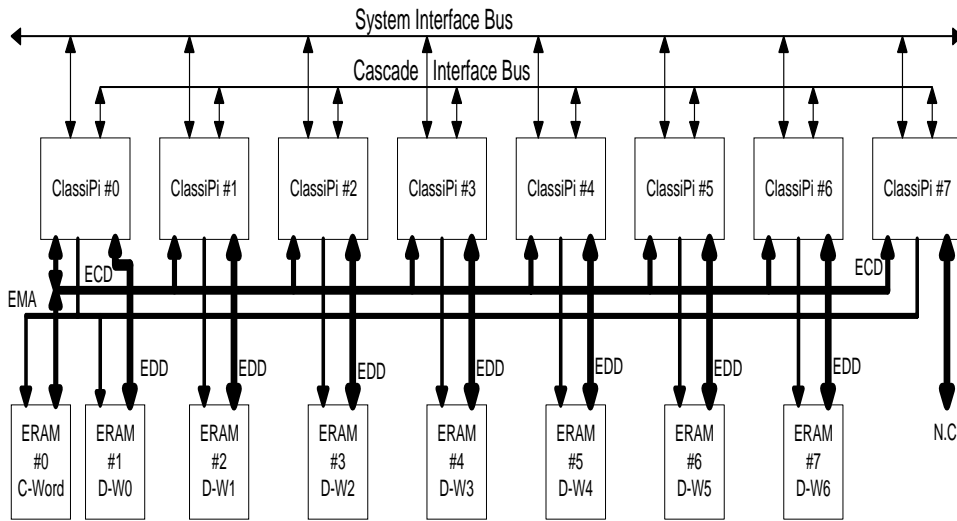 System Interface Bus
Cascade Interface Bus
ClassiPi #0
ClassiPi #1
ClassiPi #2
ClassiPi #3
ClassiPi #4
ClassiPi #5
ClassiPi #6
ClassiPi #7
ECD
ECD
EMA
EDD
EDD
EDD
EDD
EDD
EDD
EDD
ERAM
#0
C-Word
ERAM
#1
D-W0
ERAM
#2
D-W1
ERAM
#3
D-W2
ERAM
#4
D-W3
ERAM
#5
D-W4
ERAM
#6
D-W5
ERAM
#7
D-W6
N.C